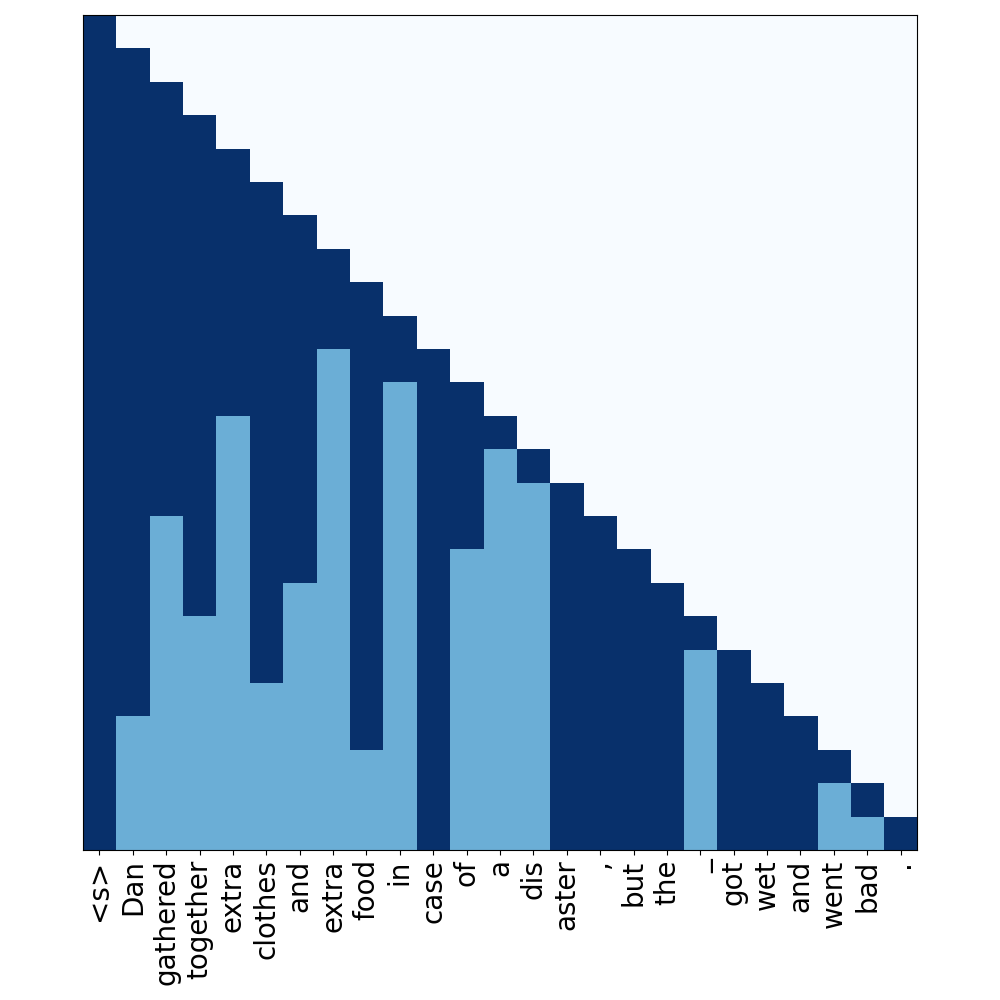 <s> Dan gathered together extra clothes and extra food in case of a dis aster , but the _ got wet and went bad .